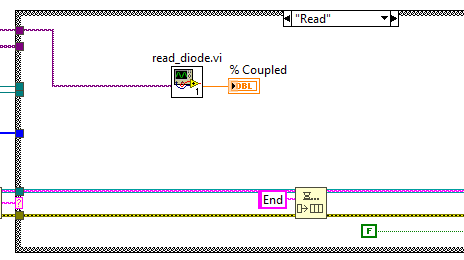 "Read"
read_diode.vi
% Coupled
1
DBL
?
End
F